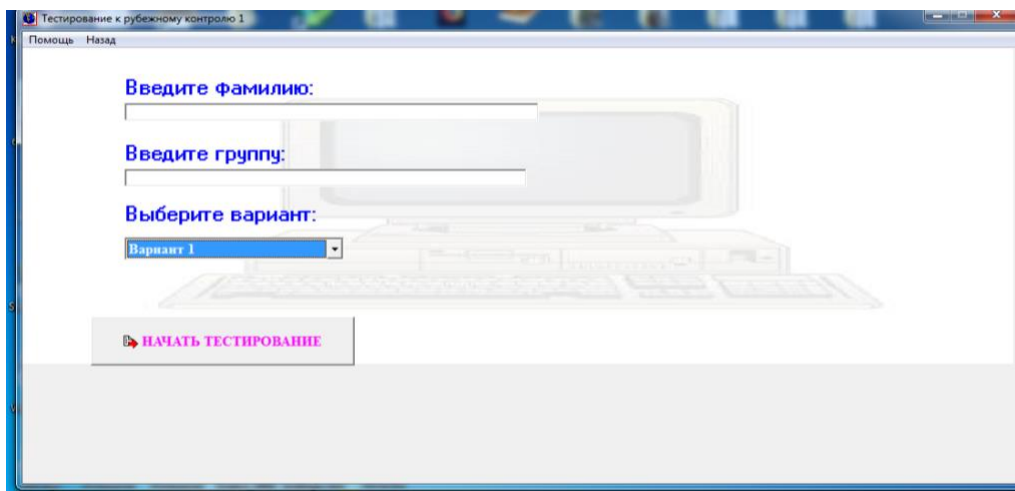 Тестирование к рубежному контролю 1
Помощь Назад
Введите фамилию:
Введите группу:
Выберите вариант:
Вариант 1
НАЧАТЬ ТЕСТИРОВАНИЕ